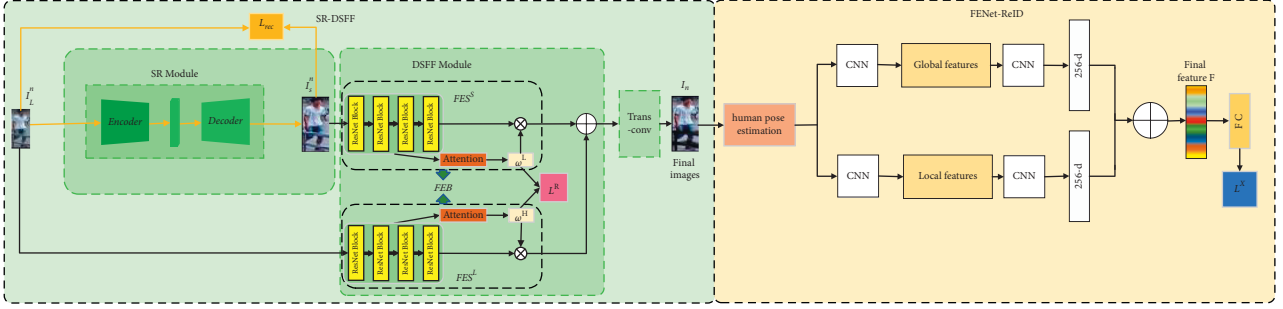 SR-DSFF
FENet-ReID
L_rec
SR Module
DSFF Module
I_L^n
I_s^n
Encoder
Decoder
ResNet Block
ResNet Block
ResNet Block
ResNet Block
FES^S
Attention
ω^L
FEB
L^R
Attention
ω^H
ResNet Block
ResNet Block
ResNet Block
ResNet Block
FES^L
Trans
-conv
I_n
Final
images
human pose
estimation
CNN
Global features
CNN
256-d
CNN
Local features
CNN
256-d
Final
feature F
F C
L^X